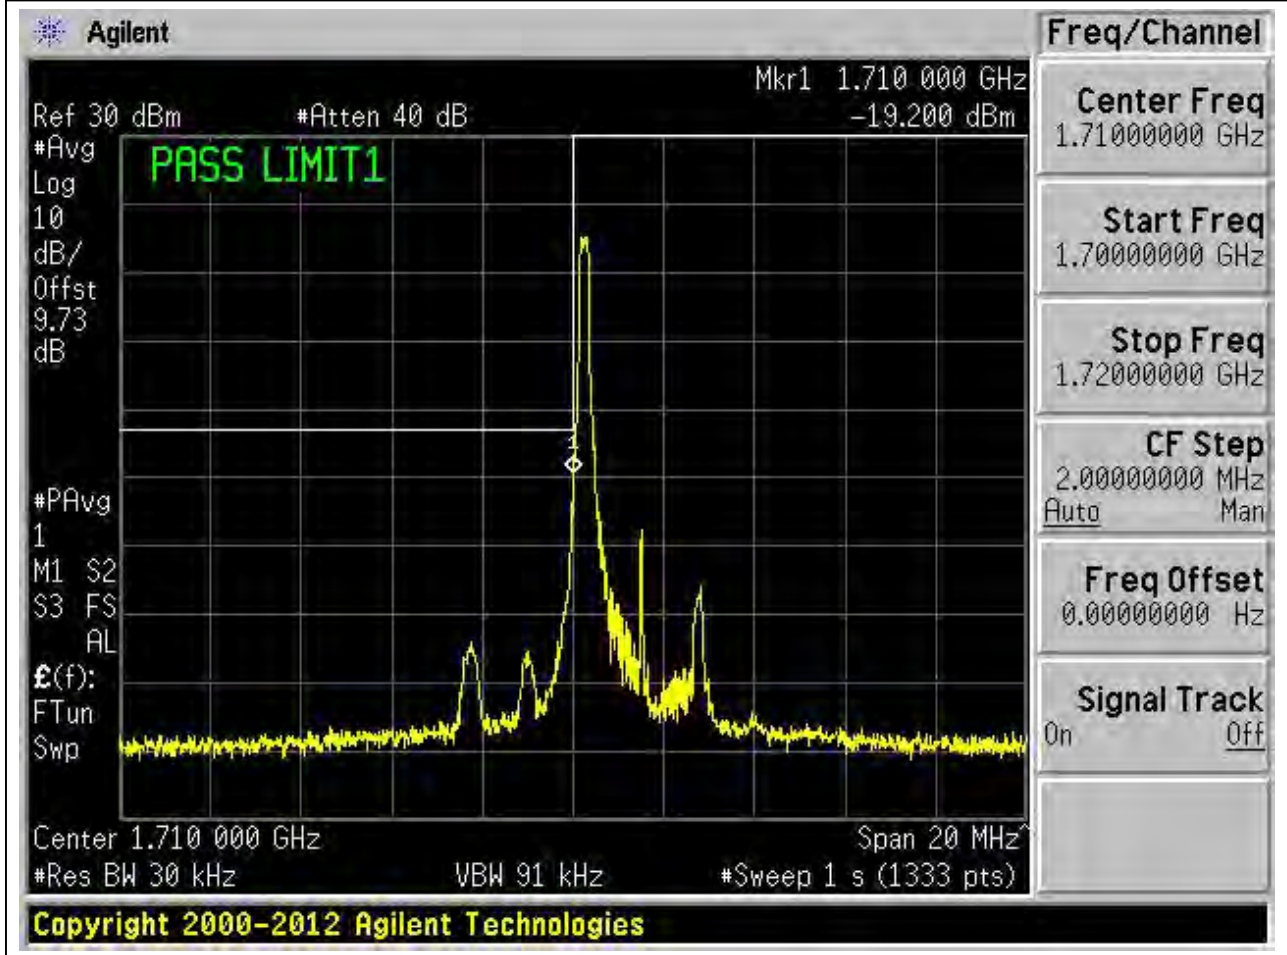 Agilent
Freq/Channel
Mkr1 1.710 000 GHz
Ref 30 dBm #Atten 40 dB -19.200 dBm
#Avg
Log
10
dB/
Offst
9.73
dB
PASS LIMIT1
1
#PAvg
1
M1 S2
S3 FS
AL
£(f):
FTun
Swp
Center 1.710 000 GHz Span 20 MHz^
#Res BW 30 kHz VBW 91 kHz #Sweep 1 s (1333 pts)
Copyright 2000-2012 Agilent Technologies
Center Freq
1.71000000 GHz
Start Freq
1.70000000 GHz
Stop Freq
1.72000000 GHz
CF Step
2.00000000 MHz
Auto Man
Freq Offset
0.00000000 Hz
Signal Track
On Off